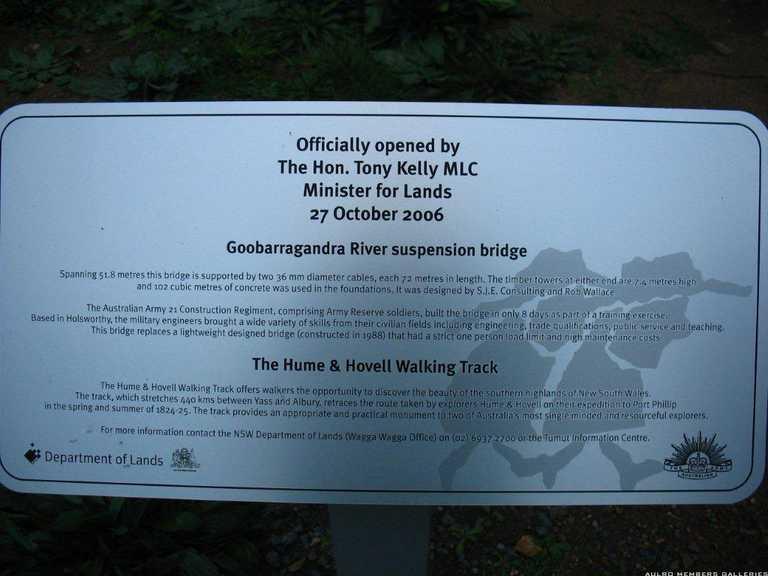 Officially opened by
The Hon. Tony Kelly MLC
Minister for Lands
27 October 2006
Goobarragandra River suspension bridge
Spanning 51.8 metres this bridge is supported by two 36 mm diameter cables, each 72 metres in length. The timber towers at either end are 7.4 metres high
and 102 cubic metres of concrete was used in the foundations. It was designed by S.J.E. Consulting and Rob Wallace.
The Australian Army 21 Construction Regiment, comprising Army Reserve soldiers, built the bridge in only 8 days as part of a training exercise.
Based in Holsworthy, the military engineers brought a wide variety of skills from their civilian fields including engineering, trade qualifications, public service and teaching.
This bridge replaces a lightweight designed bridge (constructed in 1988) that had a strict one person load limit and high maintenance costs
The Hume & Hovell Walking Track
The Hume & Hovell Walking Track offers walkers the opportunity to discover the beauty of the southern highlands of New South Wales.
The track, which stretches 440 kms between Yass and Albury, retraces the route taken by explorers Hume & Hovell on their expedition to Port Phillip
in the spring and summer of 1824-25. The track provides an appropriate and practical monument to two of Australia's most single minded and resourceful explorers.
For more information contact the NSW Department of Lands (Wagga Wagga Office) on (02) 6937 2700 or the Tumut Information Centre.
Department of Lands
AULRO MEMBERS GALLERIES